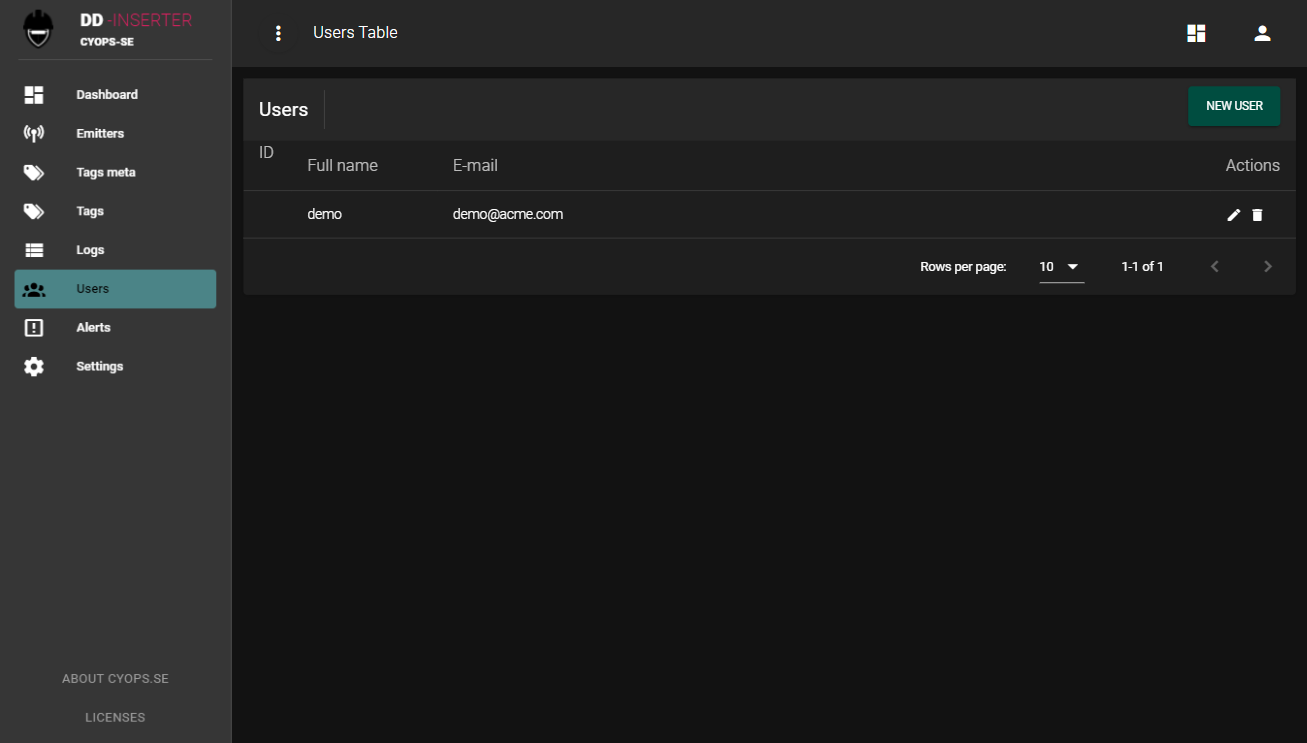 DD -INSERTER
CYOPS-SE
Dashboard
Emitters
Tags meta
Tags
Logs
Users
Alerts
Settings
ABOUT CYOPS.SE
LICENSES
Users Table
Users
NEW USER
ID Full name E-mail Actions
demo demo@acme.com
Rows per page: 10 1-1 of 1